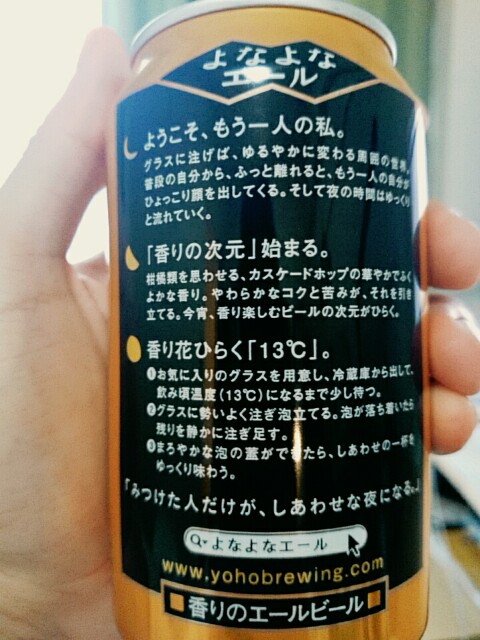 よなよな
エール
ようこそ、もう一人の私。
グラスに注げば、ゆるやかに変わる周囲の世界。
普段の自分から、ふっと離れると、もう一人の自分が
ひょっこり顔を出してくる。そして夜の時間はゆっくり
と流れていく。
「香りの次元」始まる。
柑橘類を思わせる、カスケードホップの華やかでふく
よかな香り。やわらかなコクと苦みが、それを引き
立てる。今宵、香り楽しむビールの次元がひらく。
香り花ひらく「13℃」。
❶お気に入りのグラスを用意し、冷蔵庫から出して、
飲み頃温度(13℃)になるまで少し待つ。
❷グラスに勢いよく注ぎ泡立てる。泡が落ち着いたら
残りを静かに注ぎ足す。
❸まろやかな泡の蓋ができたら、しあわせの一杯を
ゆっくり味わう。
「みつけた人だけが、しあわせな夜になる。」
よなよなエール
www.yohobrewing.com
香りのエールビール